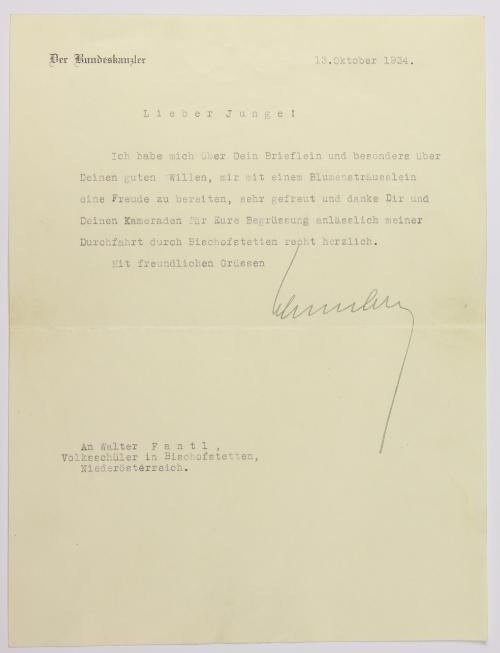 Der Bundeskanzler
13.Oktober 1934.
Lieber Junge!
Ich habe mich über Dein Brieflein und besonders über
Deinen guten Willen, mir mit einem Blumensträusslein
eine Freude zu bereiten, sehr gefreut und danke Dir und
Deinen Kameraden für Eure Begrüssung anlässlich meiner
Durchfahrt durch Bischofstetten recht herzlich.
Mit freundlichen Grüssen
An Walter Fantl,
Volksschüler in Bischofstetten,
Niederösterreich.